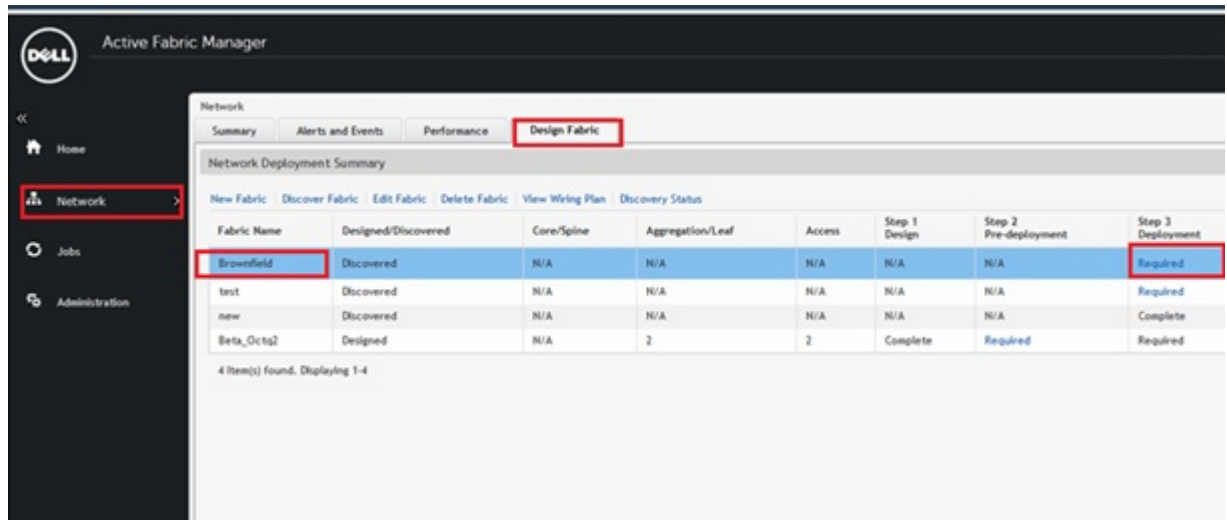 DELL
Active Fabric Manager
«
Home
Network >
Jobs
Administration
Network
Summary Alerts and Events Performance Design Fabric
Network Deployment Summary
New Fabric | Discover Fabric | Edit Fabric | Delete Fabric | View Wiring Plan | Discovery Status
Fabric Name Designed/Discovered Core/Spine Aggregation/Leaf Access Step 1 Design Step 2 Pre-deployment Step 3 Deployment
Brownfield Discovered N/A N/A N/A N/A N/A Required
test Discovered N/A N/A N/A N/A N/A Required
new Discovered N/A N/A N/A N/A N/A Complete
Beta_Octq2 Designed N/A 2 2 Complete Required Required
4 Item(s) found. Displaying 1-4